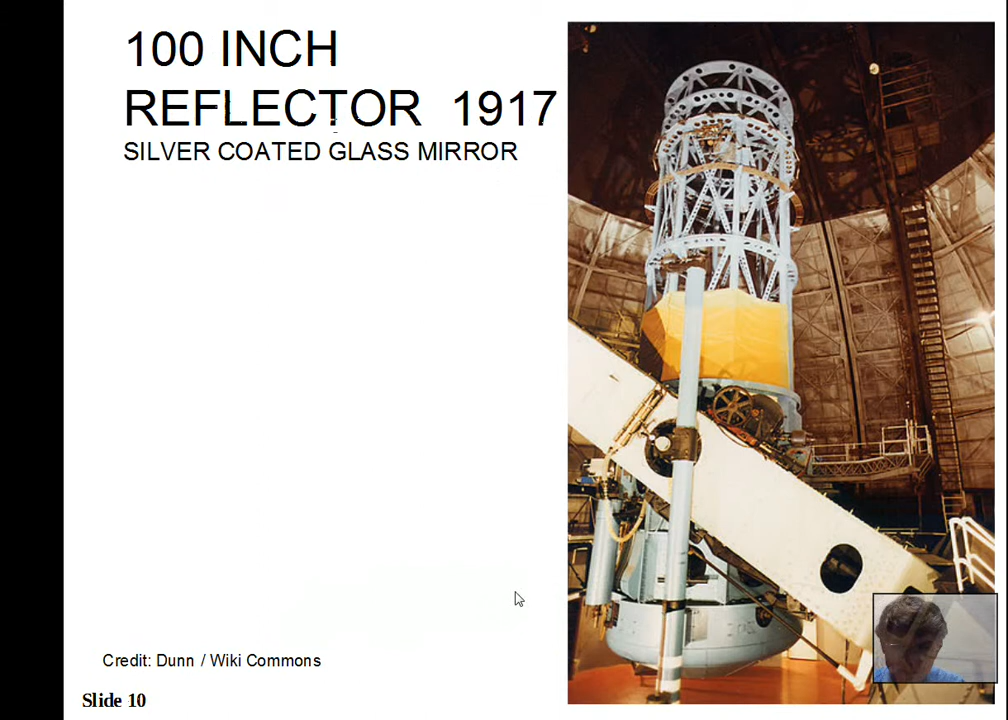 100 INCH
REFLECTOR 1917
SILVER COATED GLASS MIRROR
Credit: Dunn / Wiki Commons
Slide 10